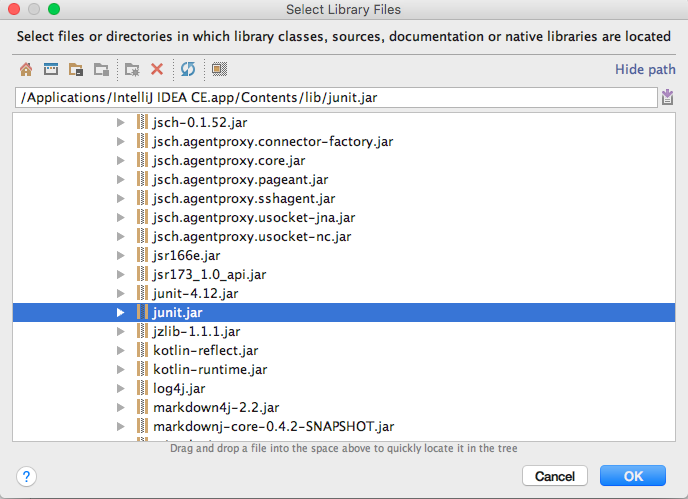 Select Library Files
Select files or directories in which library classes, sources, documentation or native libraries are located
Hide path
/Applications/IntelliJ IDEA CE.app/Contents/lib/junit.jar
jsch-0.1.52.jar
jsch.agentproxy.connector-factory.jar
jsch.agentproxy.core.jar
jsch.agentproxy.pageant.jar
jsch.agentproxy.sshagent.jar
jsch.agentproxy.usocket-jna.jar
jsch.agentproxy.usocket-nc.jar
jsr166e.jar
jsr173_1.0_api.jar
junit-4.12.jar
junit.jar
jzlib-1.1.1.jar
kotlin-reflect.jar
kotlin-runtime.jar
log4j.jar
markdown4j-2.2.jar
markdownj-core-0.4.2-SNAPSHOT.jar
Drag and drop a file into the space above to quickly locate it in the tree
? Cancel OK